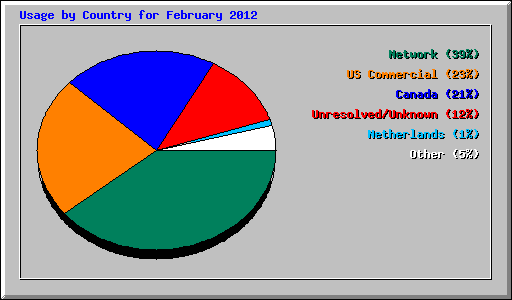 Usage by Country for February 2012
Network (39%)
US Commercial (23%)
Canada (21%)
Unresolved/Unknown (12%)
Netherlands (1%)
Other (5%)